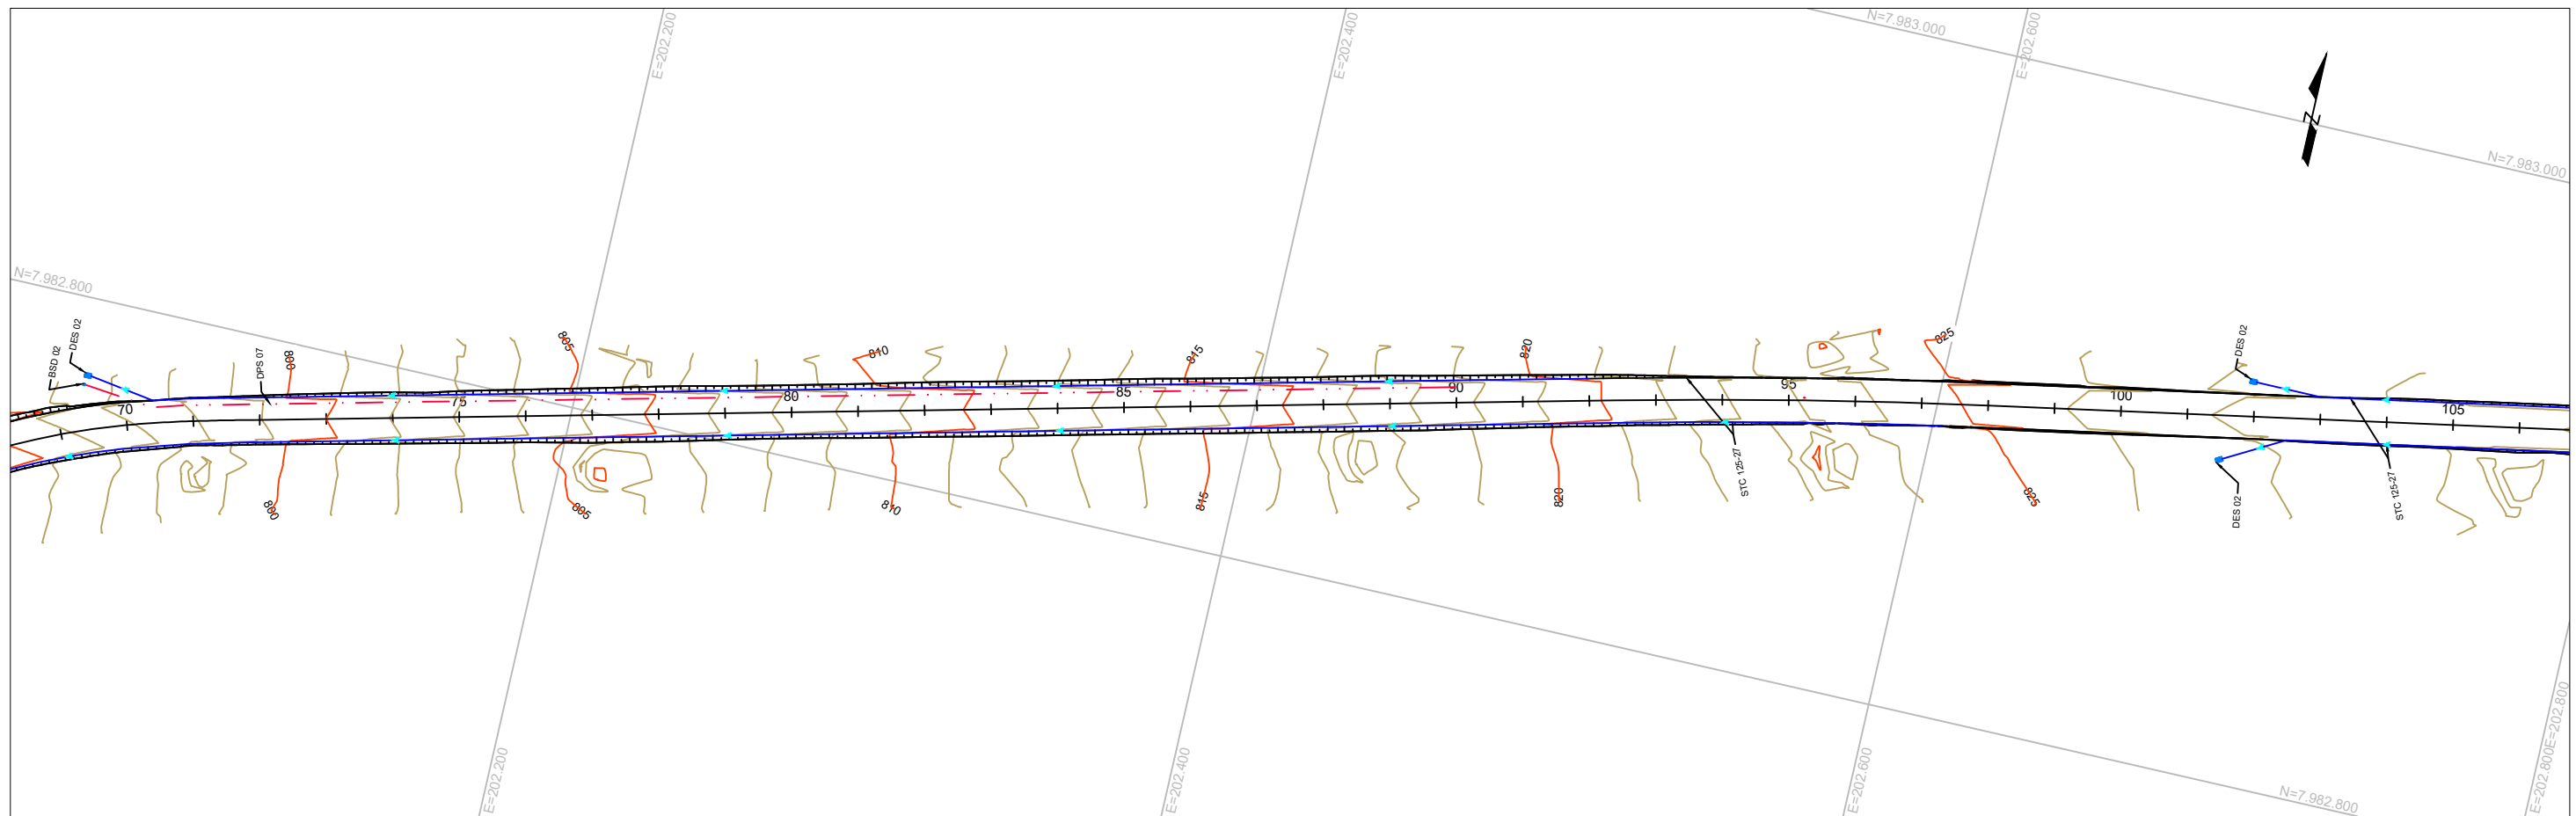 E=202.200
E=202.400
N=7.983.000
E=202.600
N=7.983.000
N=7.982.800
BSD 02
DES 02
DPS 07
800
805
810
815
820
825
DES 02
70
75
80
85
90
95
100
105
800
805
810
815
820
STC 125-27
825
DES 02
STC 125-27
E=202.200
E=202.400
E=202.600
N=7.982.800
E=202.800
E=202.800
N